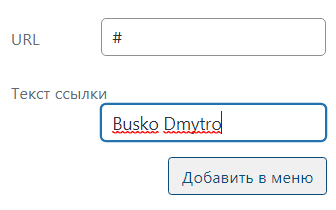 URL
#
Текст ссылки
Busko Dmytro
Добавить в меню